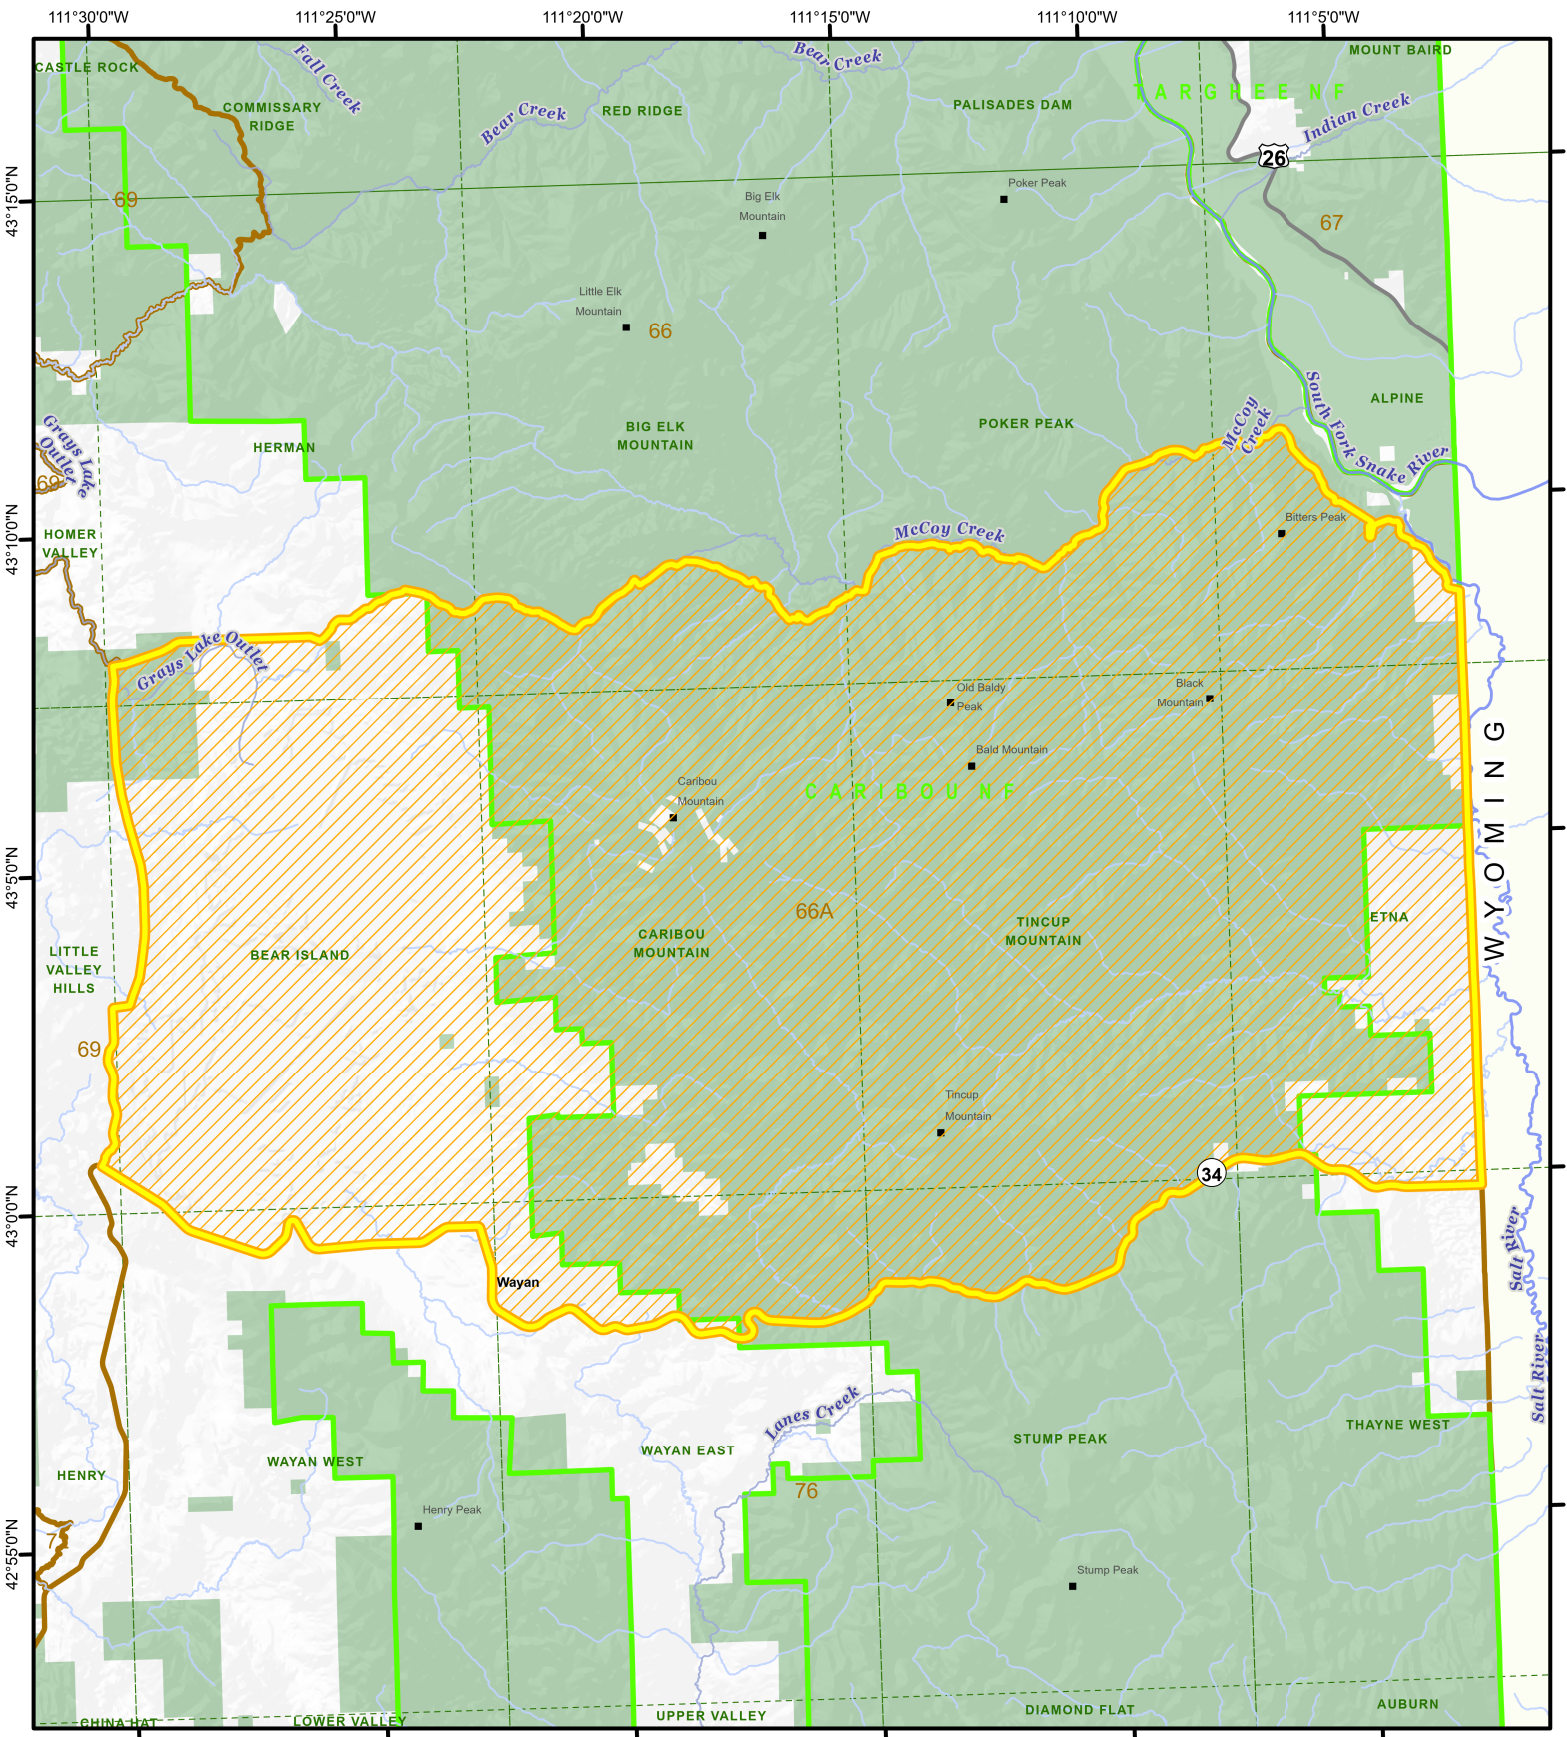 111°30'0"W
111°25'0"W
111°20'0"W
111°15'0"W
111°10'0"W
111°5'0"W
CASTLE ROCK
Fall Creek
Bear Creek
MOUNT BAIRD
TARGHEE NF
COMMISSARY
RIDGE
Bear Creek
RED RIDGE
PALISADES DAM
Indian Creek
26
43°15'0"N
69
Big Elk
Mountain
Poker Peak
67
Little Elk
Mountain
66
South Fork Snake River
ALPINE
Grays Lake
Outlet
HERMAN
BIG ELK
MOUNTAIN
POKER PEAK
McCoy
Creek
69
HOMER
VALLEY
43°10'0"N
McCoy Creek
Bitters Peak
Grays Lake Outlet
Old Baldy
Peak
Black
Mountain
Bald Mountain
Caribou
Mountain
CARIBOU NF
WYOMING
43°5'0"N
66A
ETNA
LITTLE
VALLEY
HILLS
BEAR ISLAND
CARIBOU
MOUNTAIN
TINCUP
MOUNTAIN
69
Tincup
Mountain
34
43°0'0"N
Wayan
Salt River
Salt River
Lanes Creek
HENRY
WAYAN WEST
WAYAN EAST
STUMP PEAK
THAYNE WEST
76
Henry Peak
7
42°55'0"N
Stump Peak
CHINA HAT
LOWER VALLEY
UPPER VALLEY
DIAMOND FLAT
AUBURN